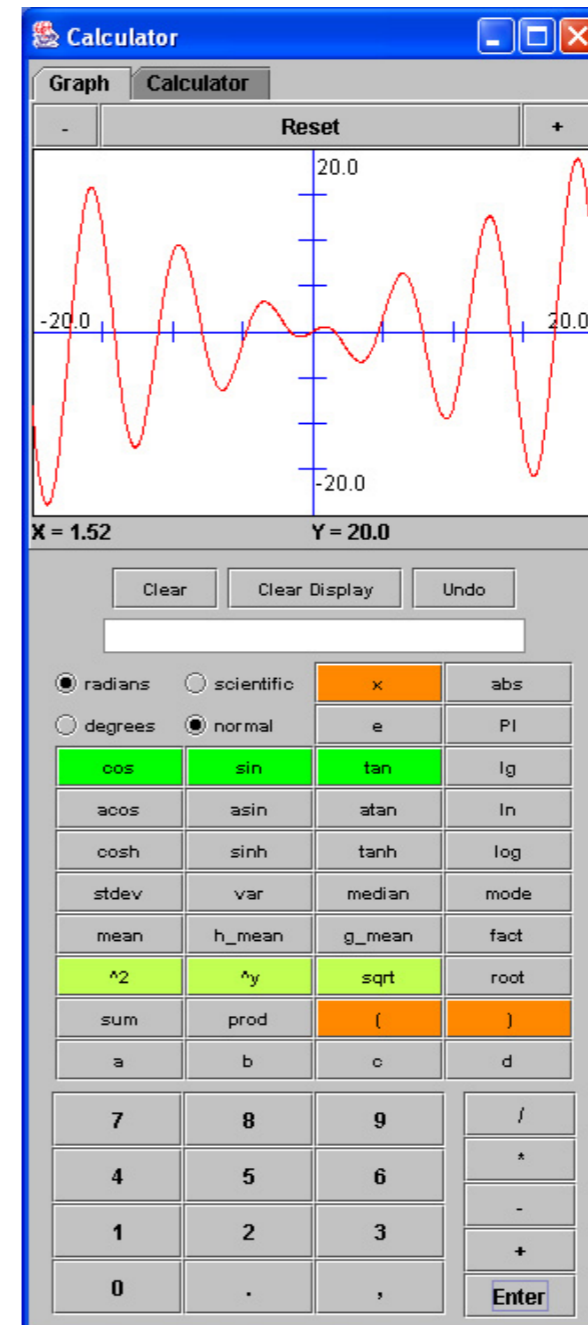 Calculator
Graph Calculator
- Reset +
20.0
-20.0 20.0
-20.0
X = 1.52 Y = 20.0
Clear Clear Display Undo
radians scientific x abs
degrees normal e PI
cos sin tan lg
acos asin atan ln
cosh sinh tanh log
stdev var median mode
mean h_mean g_mean fact
^2 ^y sqrt root
sum prod ( )
a b c d
7 8 9 /
4 5 6 *
1 2 3 -
+
0 . , Enter